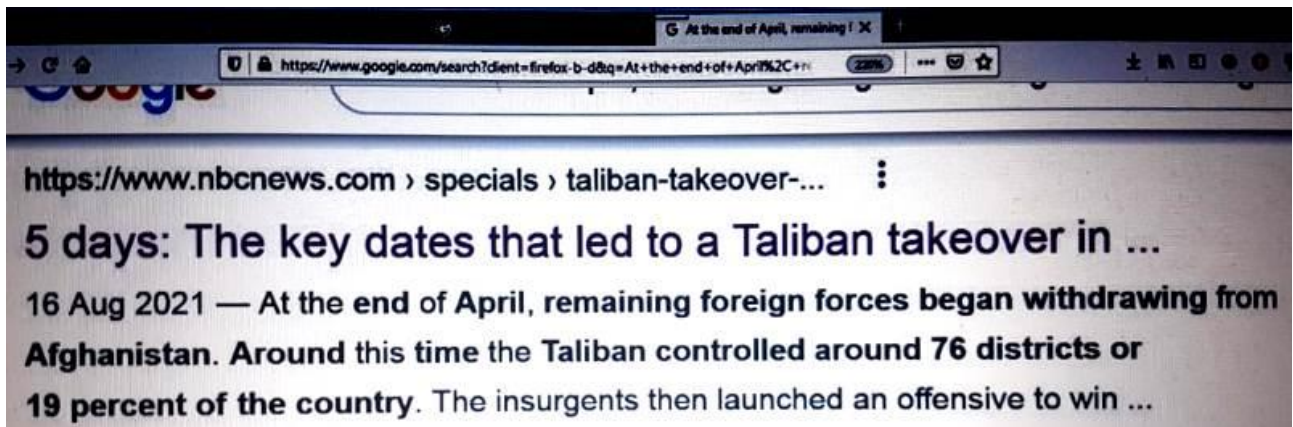 G At the end of April, remaining f
https://www.google.com/search?client=firefox-b-d&q=At+the+end+of+April%2C+r
220%
https://www.nbcnews.com › specials › taliban-takeover-...
5 days: The key dates that led to a Taliban takeover in ...
16 Aug 2021 — At the end of April, remaining foreign forces began withdrawing from
Afghanistan. Around this time the Taliban controlled around 76 districts or
19 percent of the country. The insurgents then launched an offensive to win ...